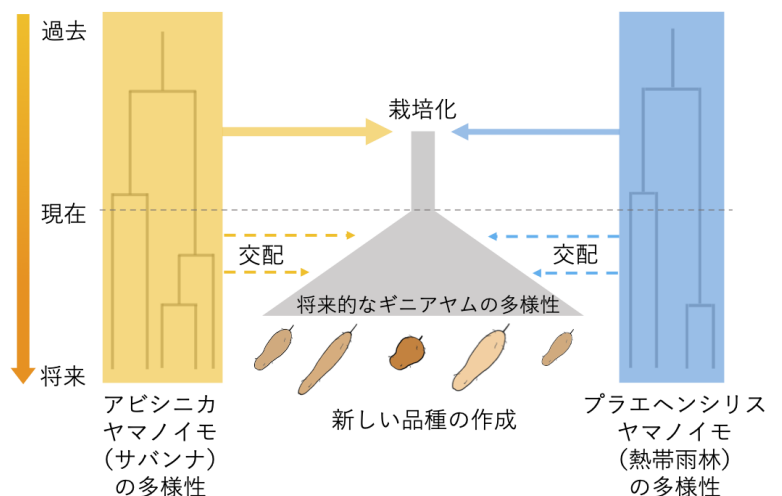 過去
栽培化
現在
交配
交配
将来的なギニアヤムの多様性
将来
新しい品種の作成
アビシニカ
ヤマノイモ
(サバンナ)
の多様性
プラエヘンシリス
ヤマノイモ
(熱帯雨林)
の多様性